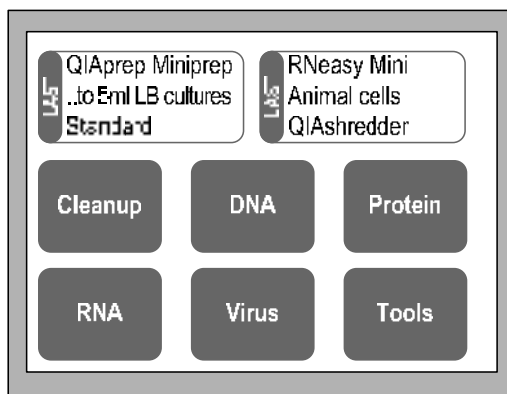 LAST
QIAprep Miniprep
..to 5ml LB cultures
Standard
LAST
RNeasy Mini
Animal cells
QIAshredder
Cleanup
DNA
Protein
RNA
Virus
Tools